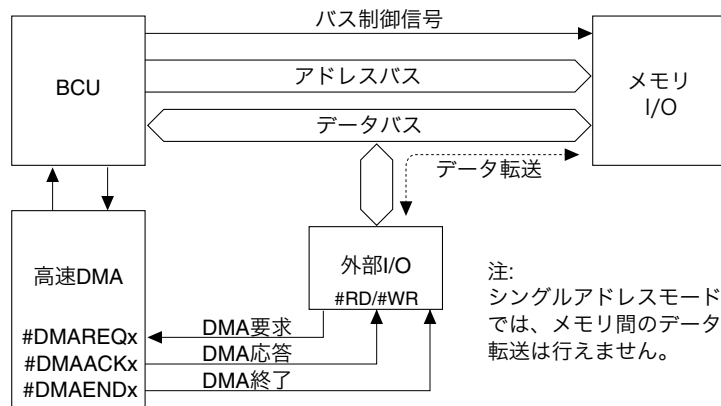 バス制御信号
BCU
アドレスバス
メモリ
I/O
データバス
データ転送
高速DMA
外部I/O
#RD/#WR
#DMAREQx
DMA要求
#DMAACKx
DMA応答
#DMAENDx
DMA終了
注:
シングルアドレスモード
では、メモリ間のデータ
転送は行えません。